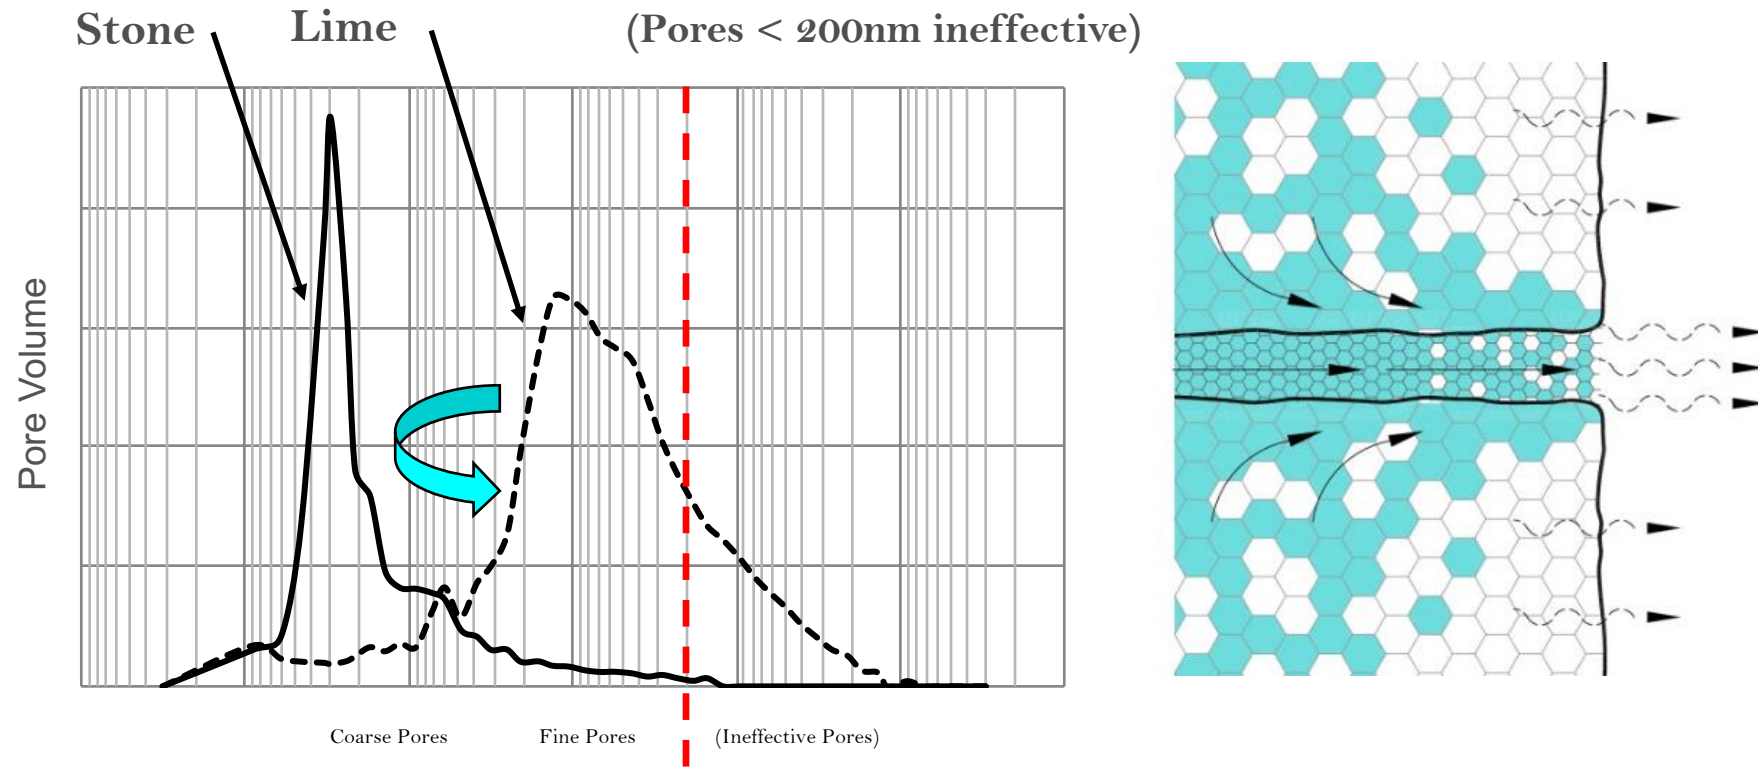 Stone
Lime
(Pores < 200nm ineffective)
Pore Volume
Coarse Pores
Fine Pores
(Ineffective Pores)